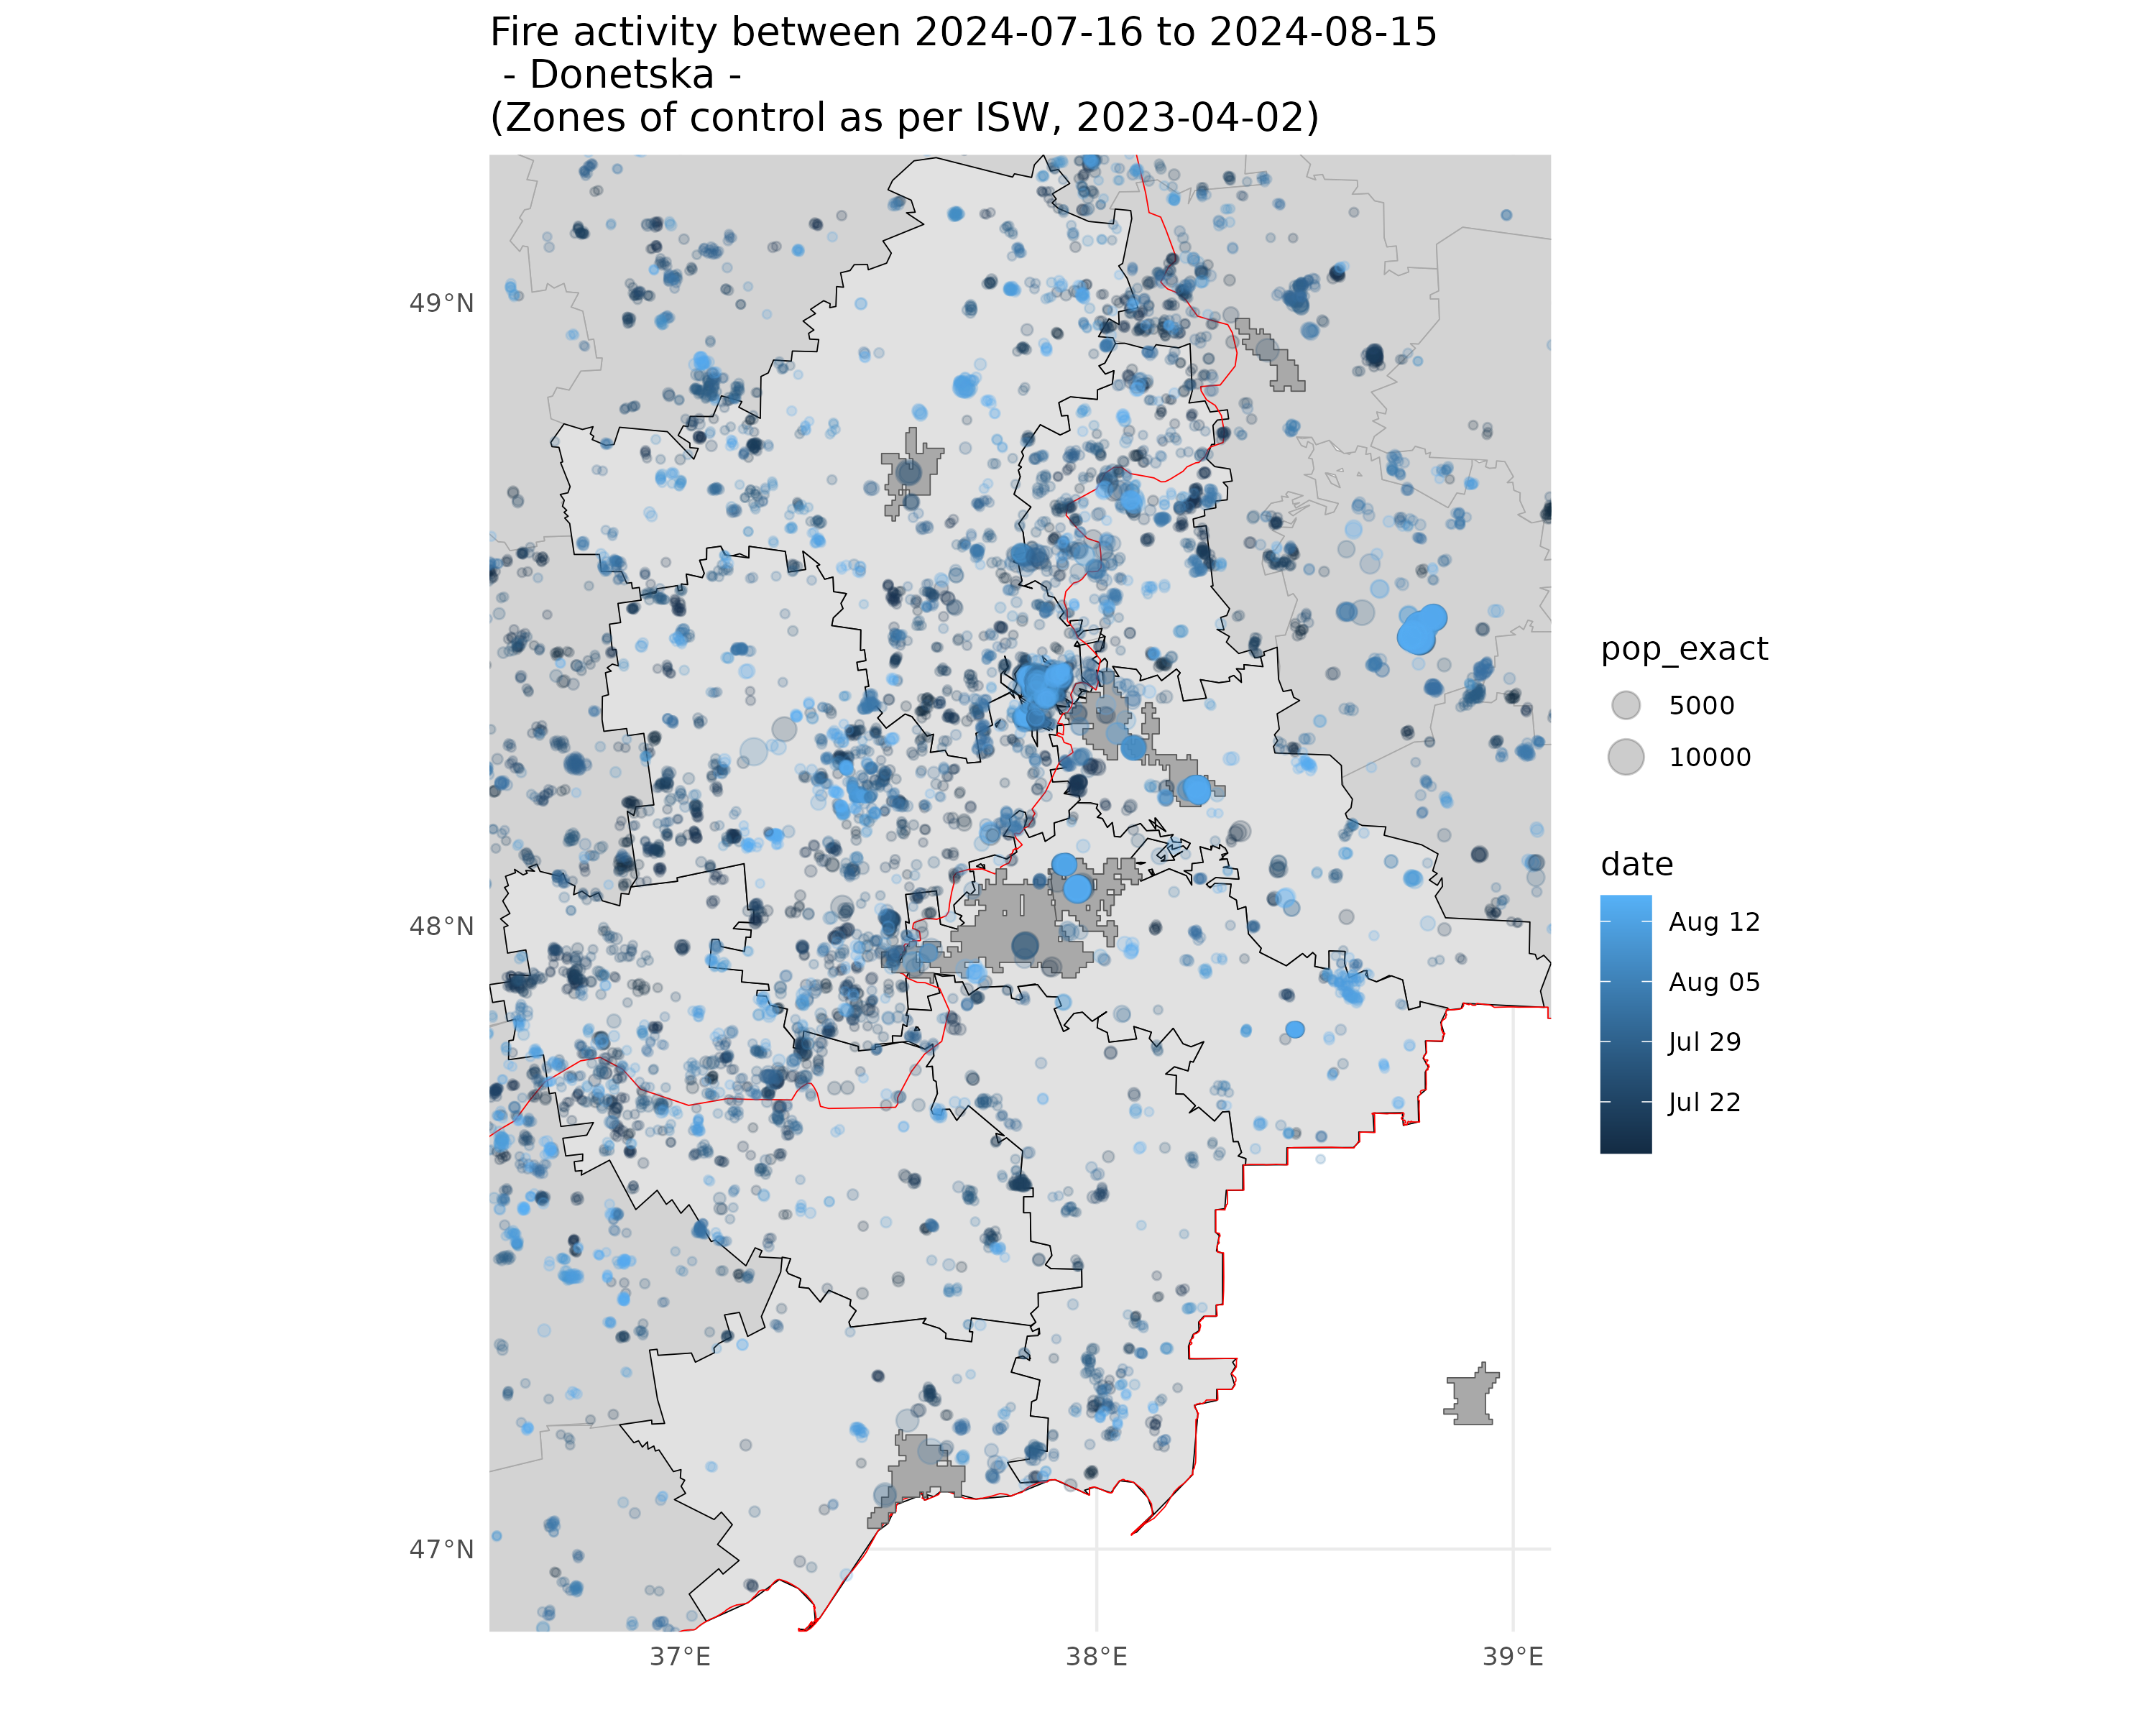 Fire activity between 2024-07-16 to 2024-08-15
- Donetska -
(Zones of control as per ISW, 2023-04-02)
49°N
48°N
47°N
37°E
38°E
39°E
pop_exact
5000
10000
date
Aug 12
Aug 05
Jul 29
Jul 22